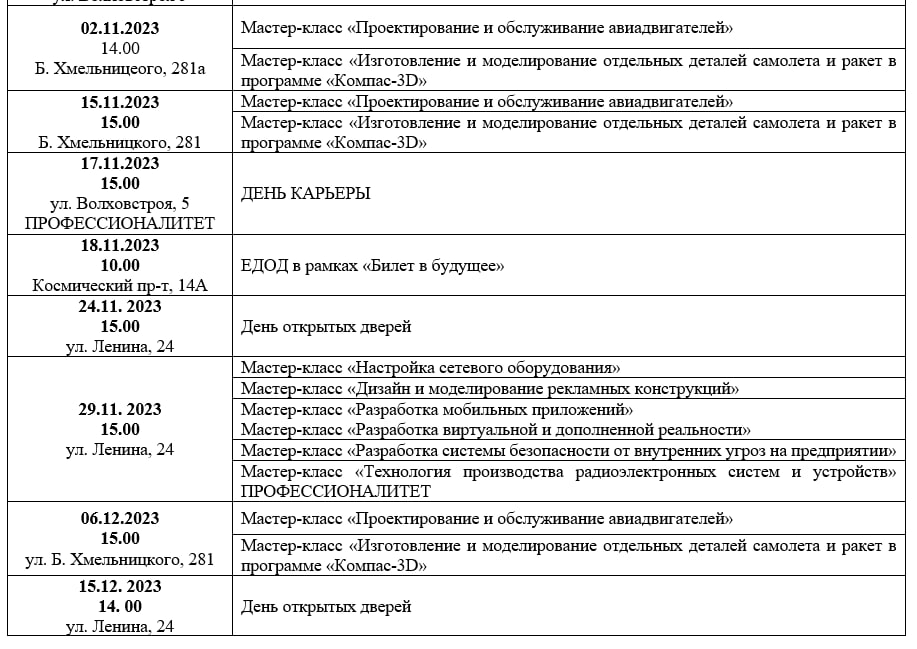 02.11.2023
14.00
Б. Хмельницеого, 281а
Мастер-класс «Проектирование и обслуживание авиадвигателей»
Мастер-класс «Изготовление и моделирование отдельных деталей самолета и ракет в
программе «Компас-3D»
15.11.2023
15.00
Б. Хмельницкого, 281
Мастер-класс «Проектирование и обслуживание авиадвигателей»
Мастер-класс «Изготовление и моделирование отдельных деталей самолета и ракет в
программе «Компас-3D»
17.11.2023
15.00
ул. Волховстроя, 5
ПРОФЕССИОНАЛИТЕТ
ДЕНЬ КАРЬЕРЫ
18.11.2023
10.00
Космический пр-т, 14А
ЕДОД в рамках «Билет в будущее»
24.11. 2023
15.00
ул. Ленина, 24
День открытых дверей
29.11. 2023
15.00
ул. Ленина, 24
Мастер-класс «Настройка сетевого оборудования»
Мастер-класс «Дизайн и моделирование рекламных конструкций»
Мастер-класс «Разработка мобильных приложений»
Мастер-класс «Разработка виртуальной и дополненной реальности»
Мастер-класс «Разработка системы безопасности от внутренних угроз на предприятии»
Мастер-класс «Технология производства радиоэлектронных систем и устройств»
ПРОФЕССИОНАЛИТЕТ
06.12.2023
15.00
ул. Б. Хмельницкого, 281
Мастер-класс «Проектирование и обслуживание авиадвигателей»
Мастер-класс «Изготовление и моделирование отдельных деталей самолета и ракет в
программе «Компас-3D»
15.12. 2023
14. 00
ул. Ленина, 24
День открытых дверей